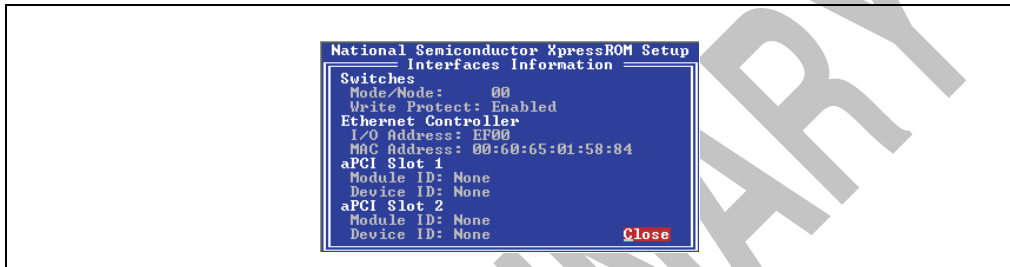 National Semiconductor XpressROM Setup
Interfaces Information
Switches
Mode/Node: 00
Write Protect: Enabled
Ethernet Controller
I/O Address: EF00
MAC Address: 00:60:65:01:58:84
aPCI Slot 1
Module ID: None
Device ID: None
aPCI Slot 2
Module ID: None
Device ID: None
Close